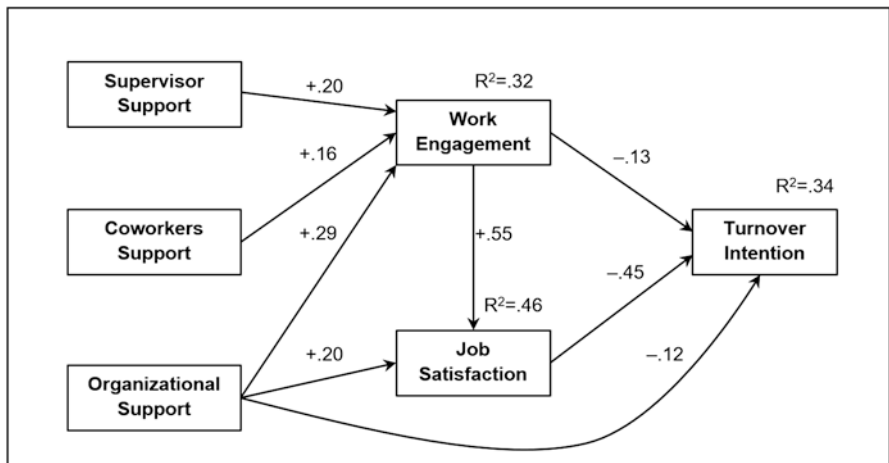 Supervisor
Support
+.20
R²=.32
Work
Engagement
+.16
–.13
R²=.34
Coworkers
Support
+.29
+.55
Turnover
Intention
–.45
R²=.46
Organizational
Support
+.20
Job
Satisfaction
–.12